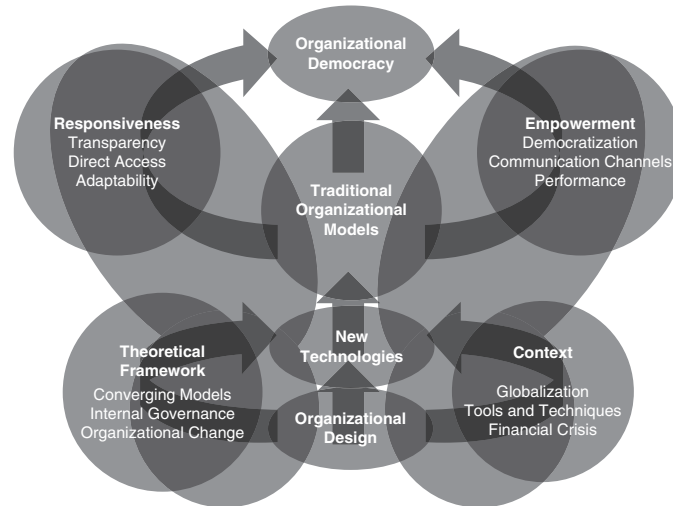 Organizational
Democracy
Responsiveness
Transparency
Direct Access
Adaptability
Empowerment
Democratization
Communication Channels
Performance
Traditional
Organizational
Models
Theoretical
Framework
Converging Models
Internal Governance
Organizational Change
New
Technologies
Context
Globalization
Tools and Techniques
Financial Crisis
Organizational
Design